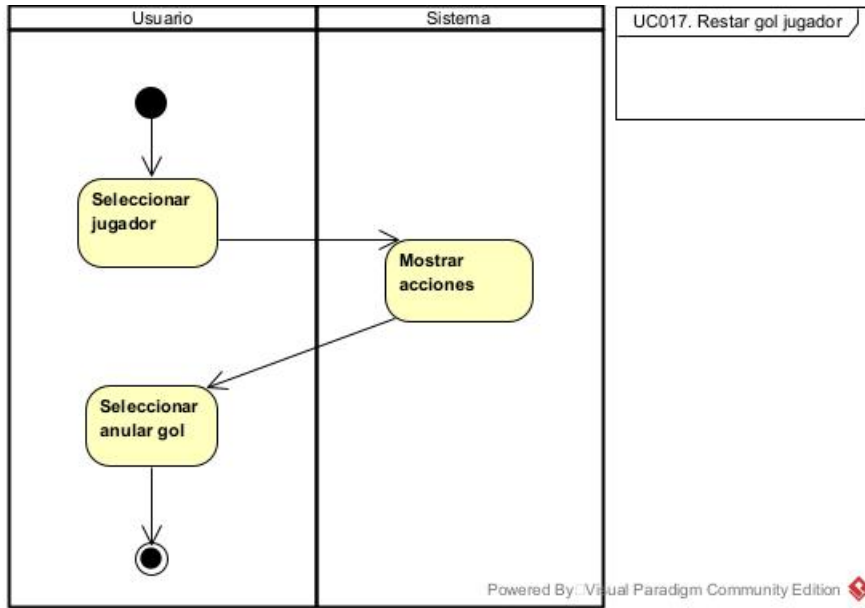 Usuario
Sistema
UC017. Restar gol jugador
Seleccionar
jugador
Mostrar
acciones
Seleccionar
anular gol
Powered By Visual Paradigm Community Edition